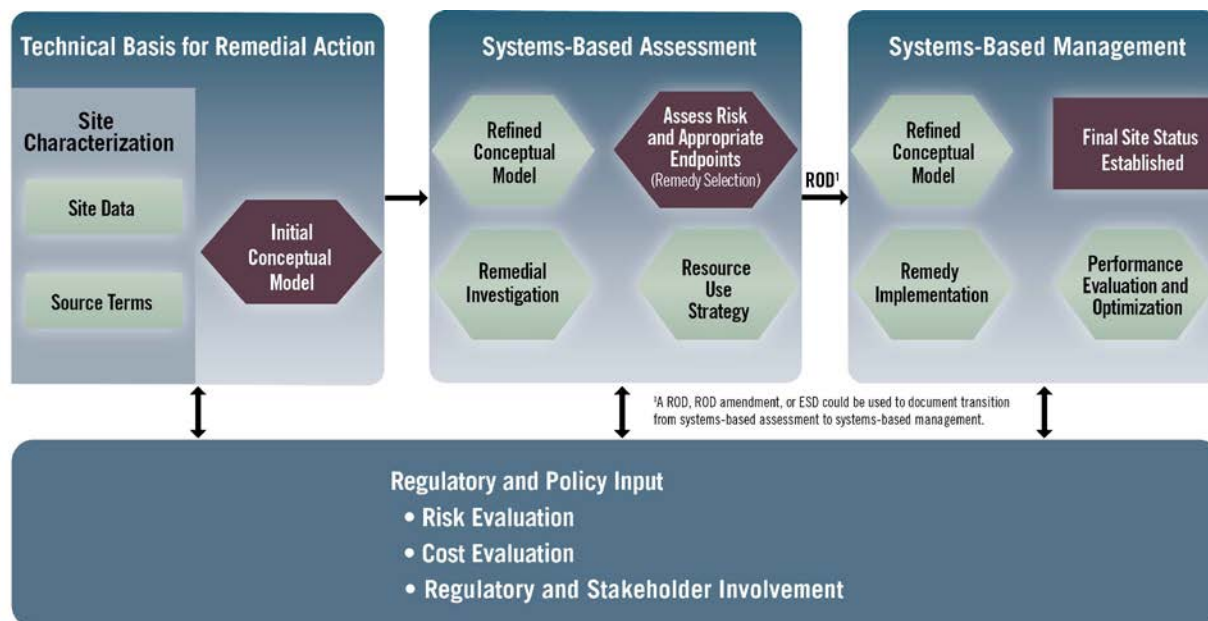 Technical Basis for Remedial Action
Site
Characterization
Site Data
Source Terms
Initial
Conceptual
Model
Systems-Based Assessment
Refined
Conceptual
Model
Assess Risk
and Appropriate
Endpoints
(Remedy Selection)
Remedial
Investigation
Resource
Use
Strategy
ROD¹
Systems-Based Management
Refined
Conceptual
Model
Final Site Status
Established
Remedy
Implementation
Performance
Evaluation and
Optimization
¹A ROD, ROD amendment, or ESD could be used to document transition
from systems-based assessment to systems-based management.
Regulatory and Policy Input
• Risk Evaluation
• Cost Evaluation
• Regulatory and Stakeholder Involvement